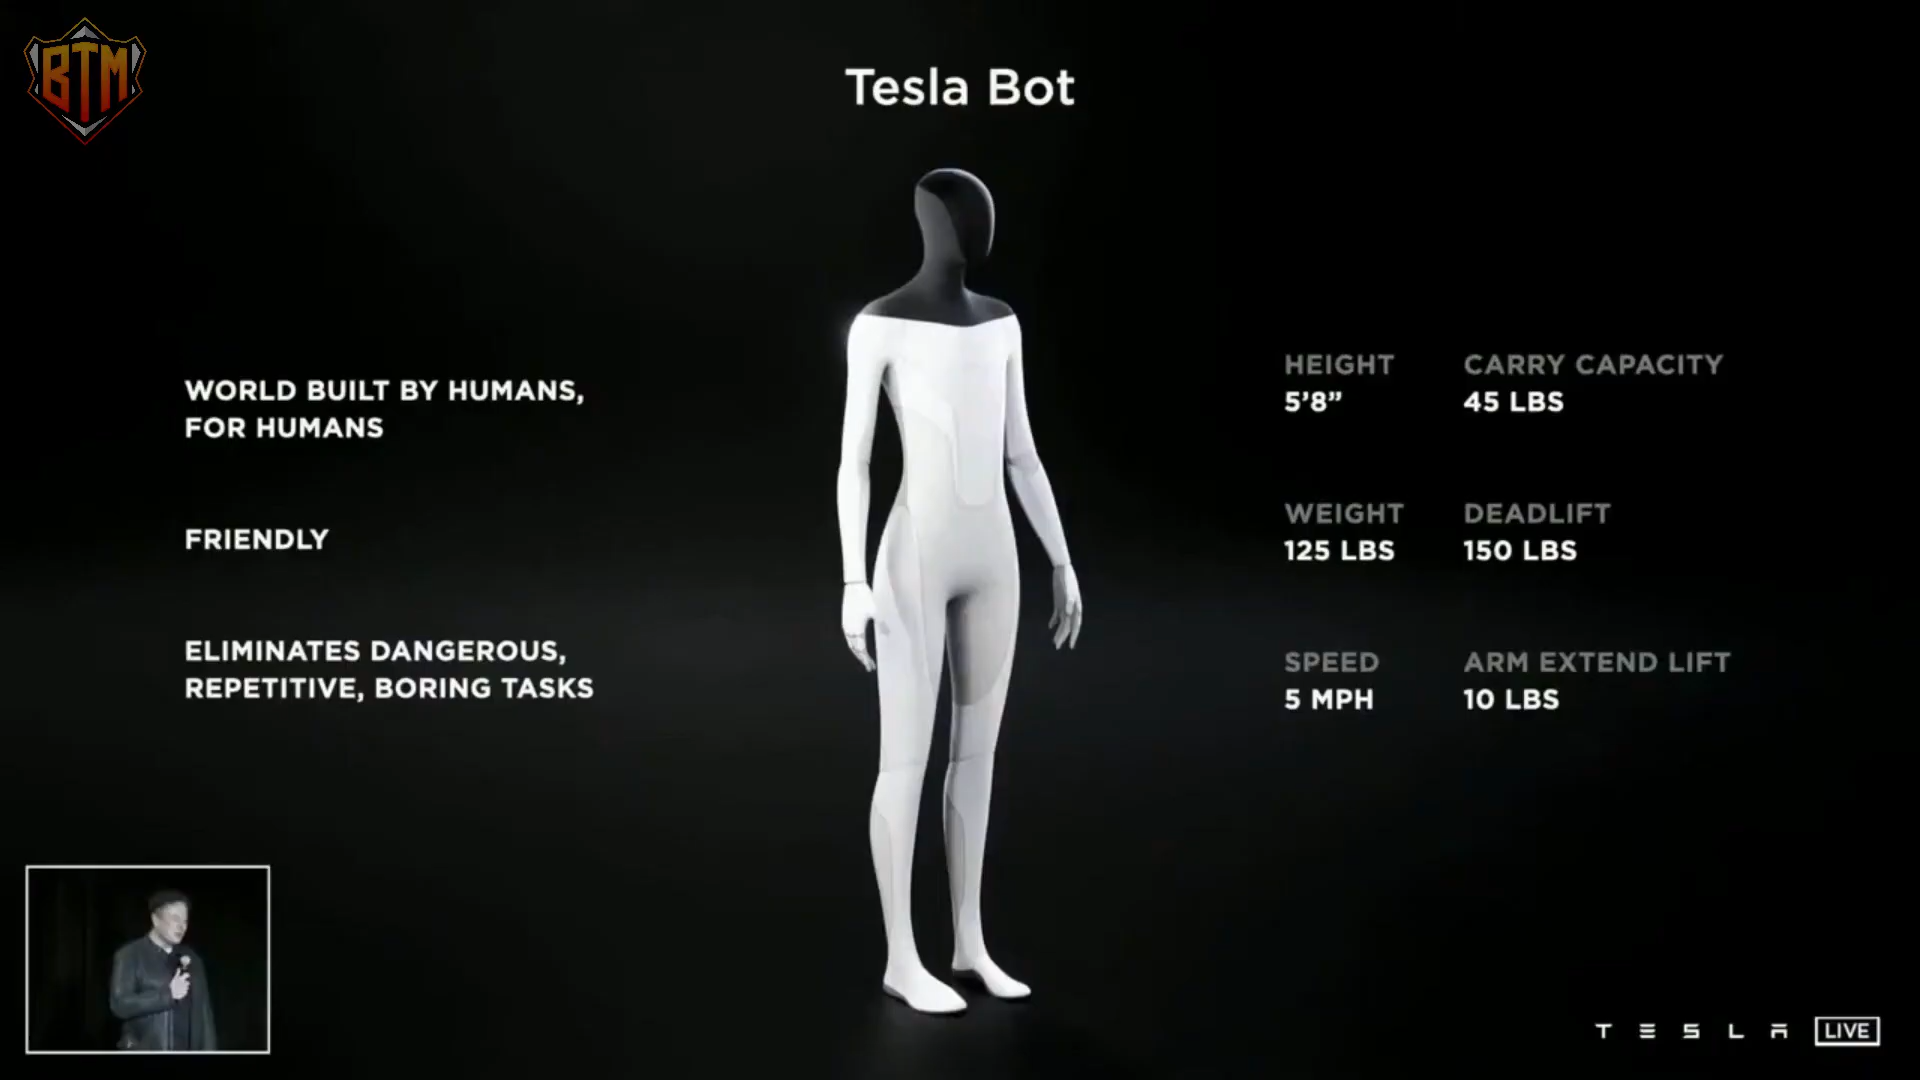 BTM
Tesla Bot
WORLD BUILT BY HUMANS,
FOR HUMANS
FRIENDLY
ELIMINATES DANGEROUS,
REPETITIVE, BORING TASKS
HEIGHT
5’8”
CARRY CAPACITY
45 LBS
WEIGHT
125 LBS
DEADLIFT
150 LBS
SPEED
5 MPH
ARM EXTEND LIFT
10 LBS
TESLA LIVE